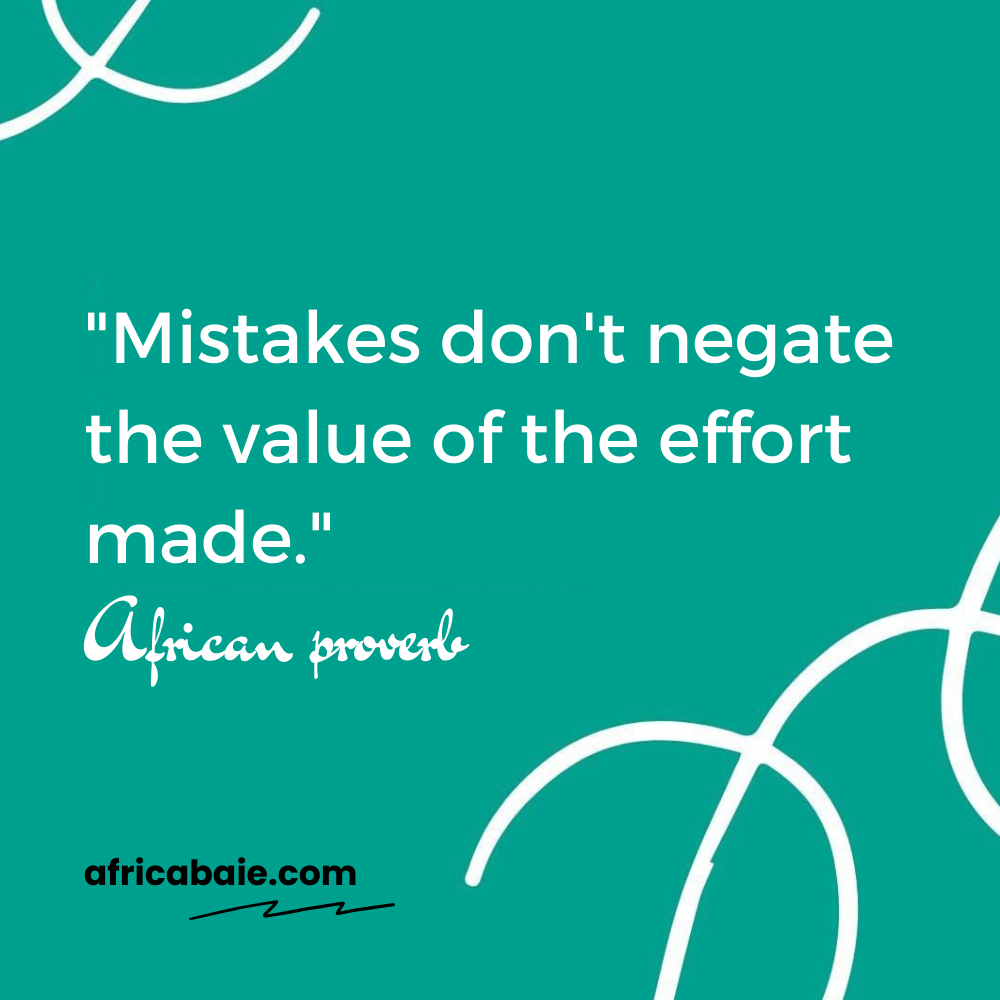 "Mistakes don't negate
the value of the effort
made."
African proverb
africabaie.com